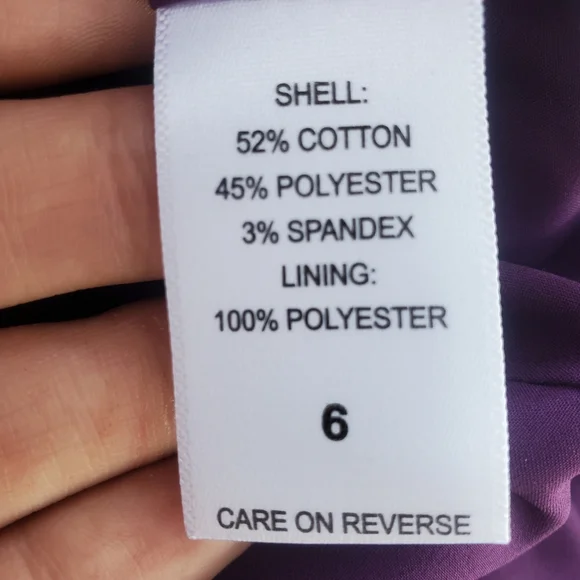 SHELL:
52% COTTON
45% POLYESTER
3% SPANDEX
LINING:
100% POLYESTER
6
CARE ON REVERSE